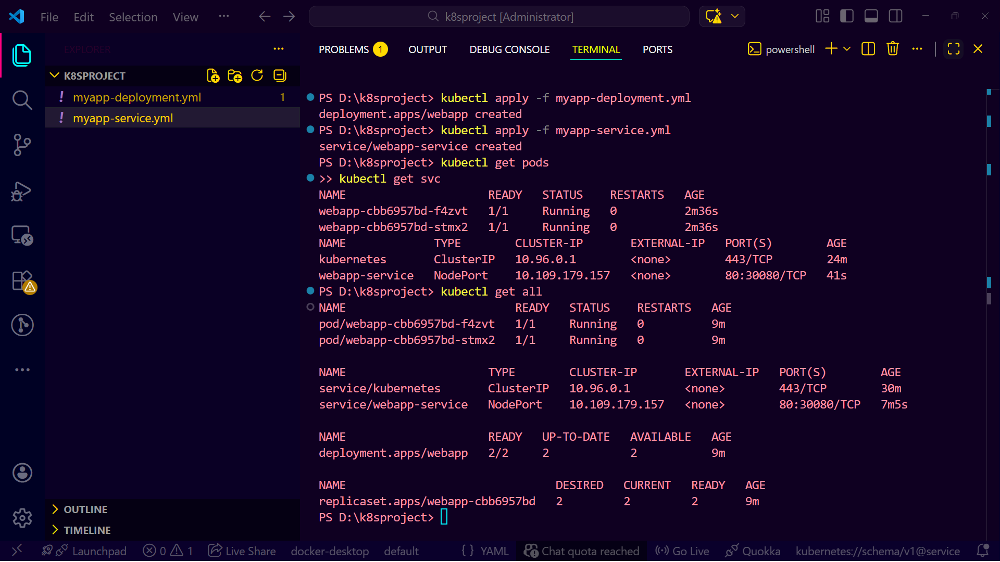 File Edit Selection View ... k8sproject [Administrator]
EXPLORER ...
K8SPROJECT
! myapp-deployment.yml 1
! myapp-service.yml
OUTLINE
TIMELINE
PROBLEMS 1 OUTPUT DEBUG CONSOLE TERMINAL PORTS powershell
PS D:\k8sproject> kubectl apply -f myapp-deployment.yml
deployment.apps/webapp created
PS D:\k8sproject> kubectl apply -f myapp-service.yml
service/webapp-service created
PS D:\k8sproject> kubectl get pods
>> kubectl get svc
NAME READY STATUS RESTARTS AGE
webapp-cbb6957bd-f4zvt 1/1 Running 0 2m36s
webapp-cbb6957bd-stmx2 1/1 Running 0 2m36s
NAME TYPE CLUSTER-IP EXTERNAL-IP PORT(S) AGE
kubernetes ClusterIP 10.96.0.1 <none> 443/TCP 24m
webapp-service NodePort 10.109.179.157 <none> 80:30080/TCP 41s
PS D:\k8sproject> kubectl get all
NAME READY STATUS RESTARTS AGE
pod/webapp-cbb6957bd-f4zvt 1/1 Running 0 9m
pod/webapp-cbb6957bd-stmx2 1/1 Running 0 9m
NAME TYPE CLUSTER-IP EXTERNAL-IP PORT(S) AGE
service/kubernetes ClusterIP 10.96.0.1 <none> 443/TCP 30m
service/webapp-service NodePort 10.109.179.157 <none> 80:30080/TCP 7m5s
NAME READY UP-TO-DATE AVAILABLE AGE
deployment.apps/webapp 2/2 2 2 9m
NAME DESIRED CURRENT READY AGE
replicaset.apps/webapp-cbb6957bd 2 2 2 9m
PS D:\k8sproject>
Launchpad 0 1 Live Share docker-desktop default {} YAML Chat quota reached Go Live Quokka kubernetes://schema/v1@service